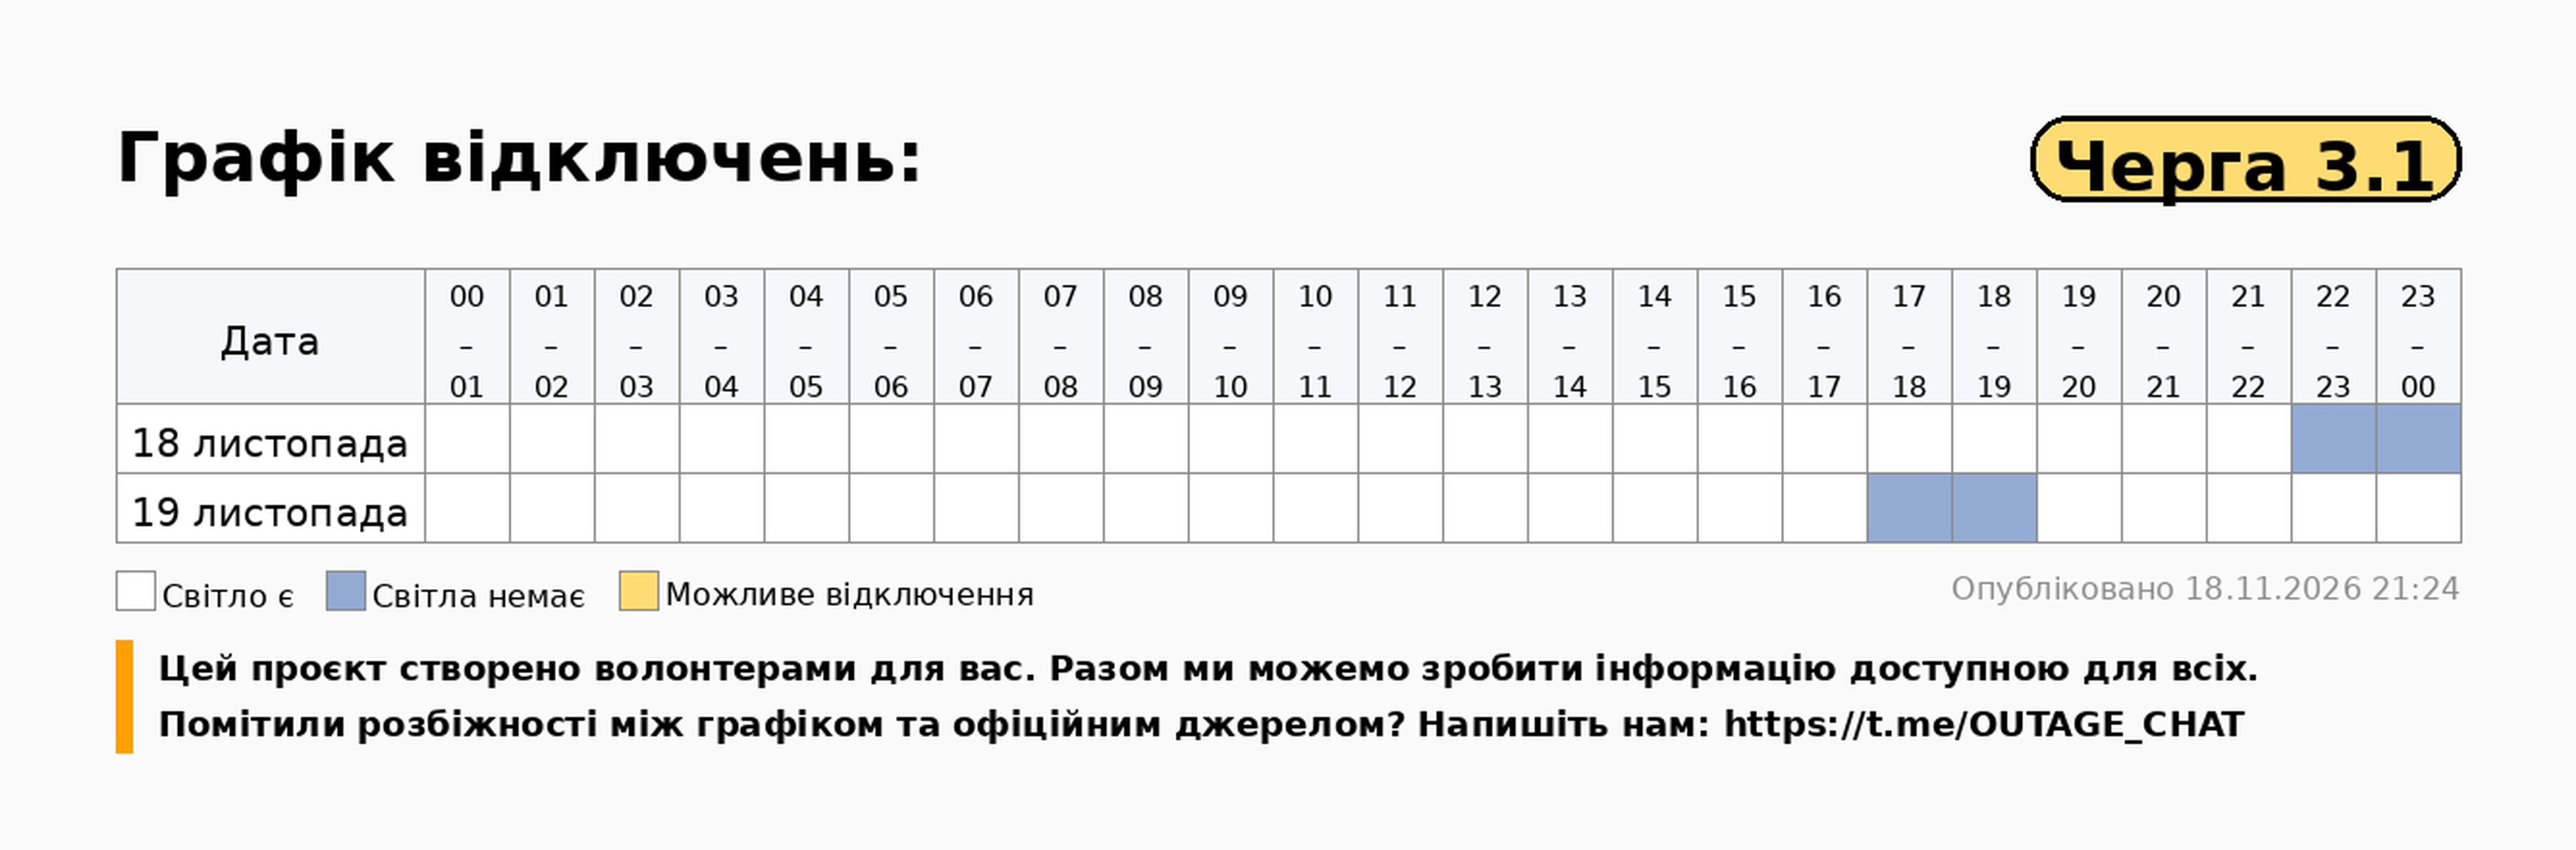 Графік відключень:
Черга 3.1
Дата
00 – 01
01 – 02
02 – 03
03 – 04
04 – 05
05 – 06
06 – 07
07 – 08
08 – 09
09 – 10
10 – 11
11 – 12
12 – 13
13 – 14
14 – 15
15 – 16
16 – 17
17 – 18
18 – 19
19 – 20
20 – 21
21 – 22
22 – 23
23 – 00
18 листопада
19 листопада
Світло є
Світла немає
Можливе відключення
Опубліковано 18.11.2026 21:24
Цей проєкт створено волонтерами для вас. Разом ми можемо зробити інформацію доступною для всіх.
Помітили розбіжності між графіком та офіційним джерелом? Напишіть нам: https://t.me/OUTAGE_CHAT